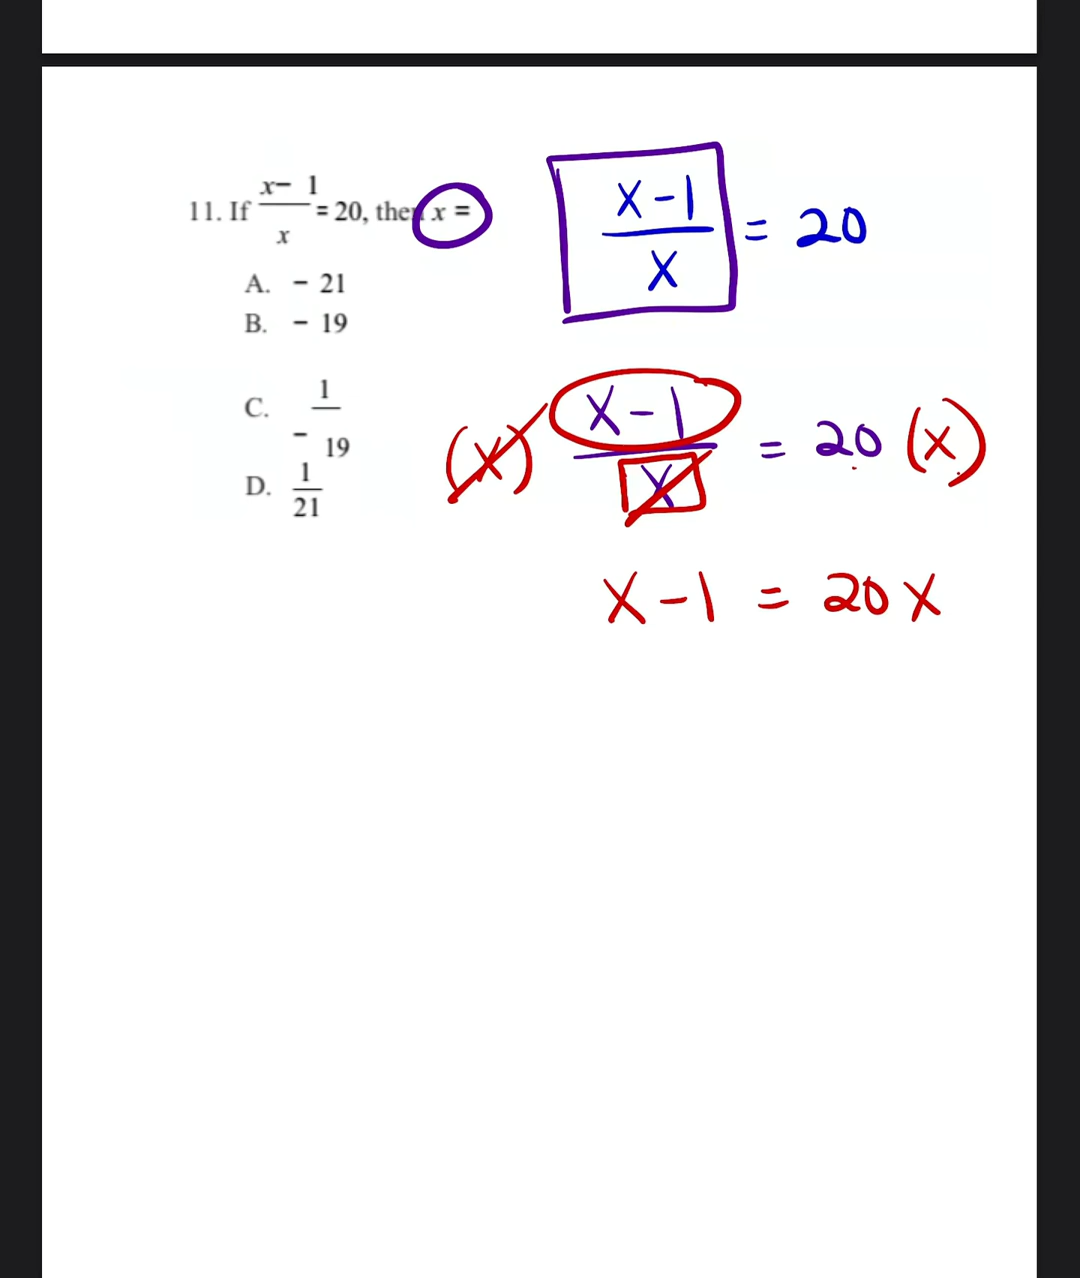 11. If x− 1 / x = 20, then x =
A. − 21
B. − 19
C. − 1 / 19
D. 1 / 21
x-1 / x = 20
(x) x-1 / x = 20 (x)
x-1 = 20x